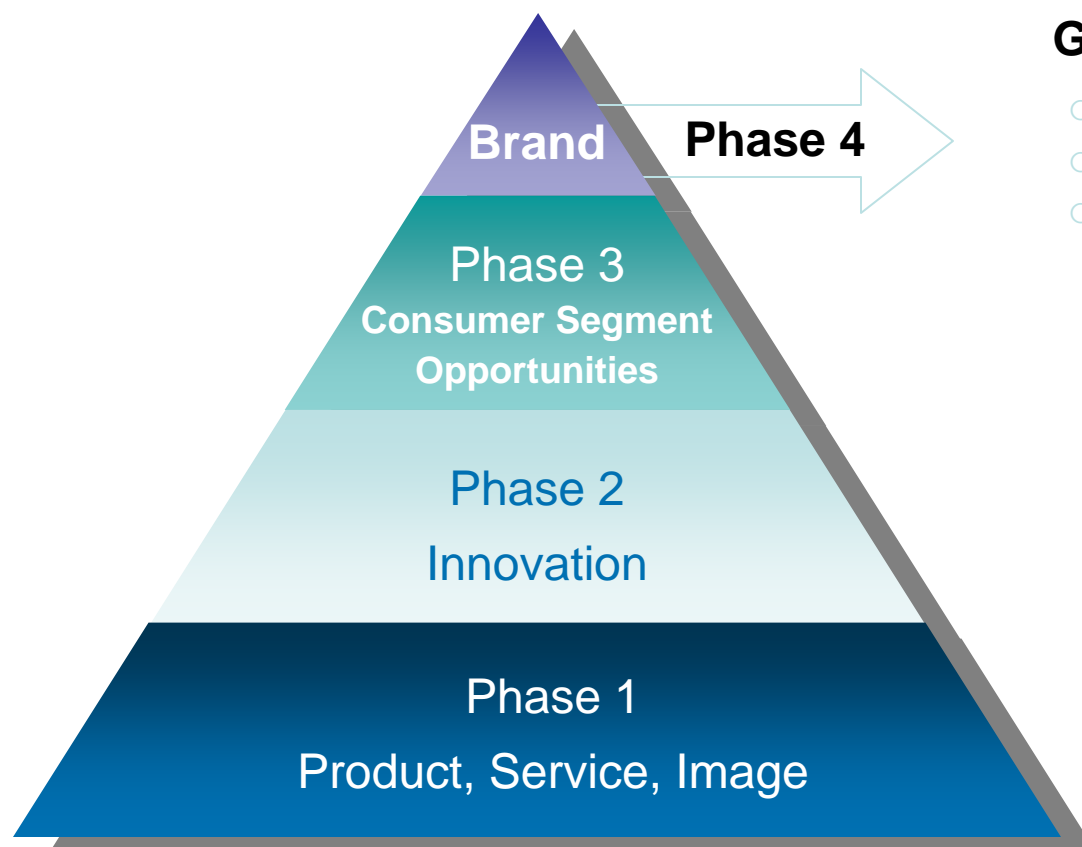 G
Brand
Phase 4
Phase 3
Consumer Segment
Opportunities
Phase 2
Innovation
Phase 1
Product, Service, Image